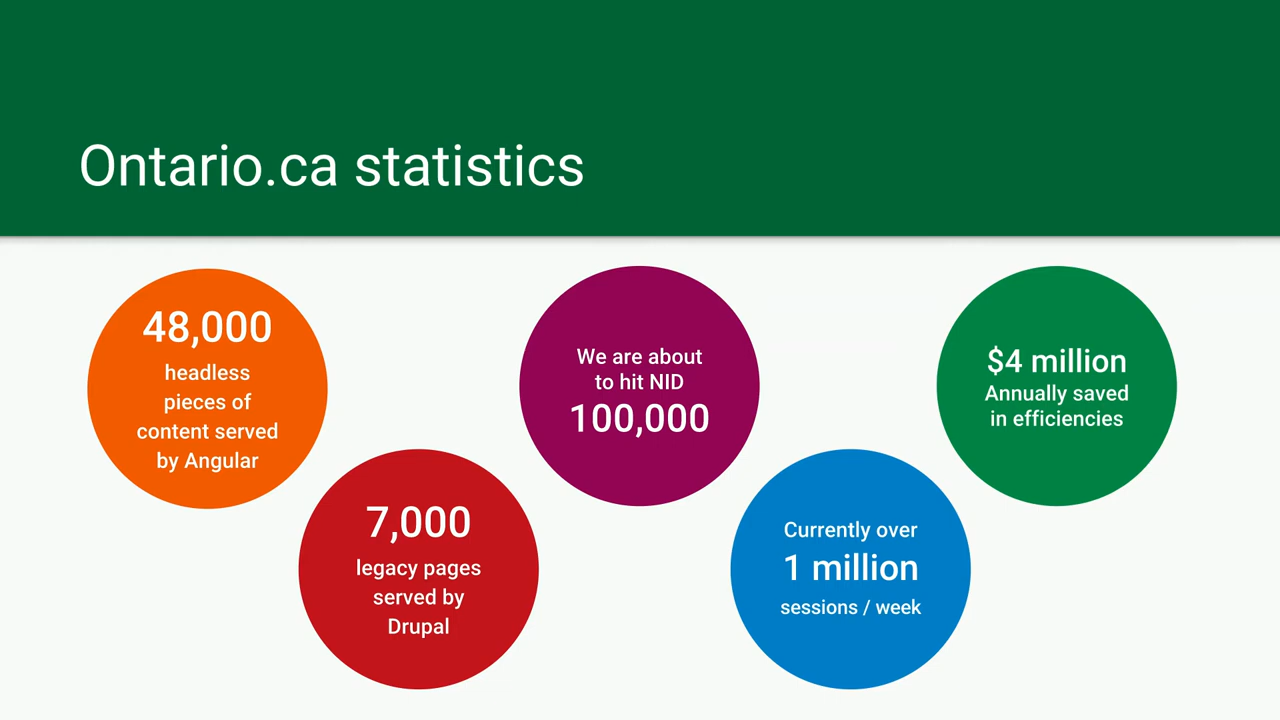 Ontario.ca statistics
48,000
headless
pieces of
content served
by Angular
7,000
legacy pages
served by
Drupal
We are about
to hit NID
100,000
Currently over
1 million
sessions / week
$4 million
Annually saved
in efficiencies